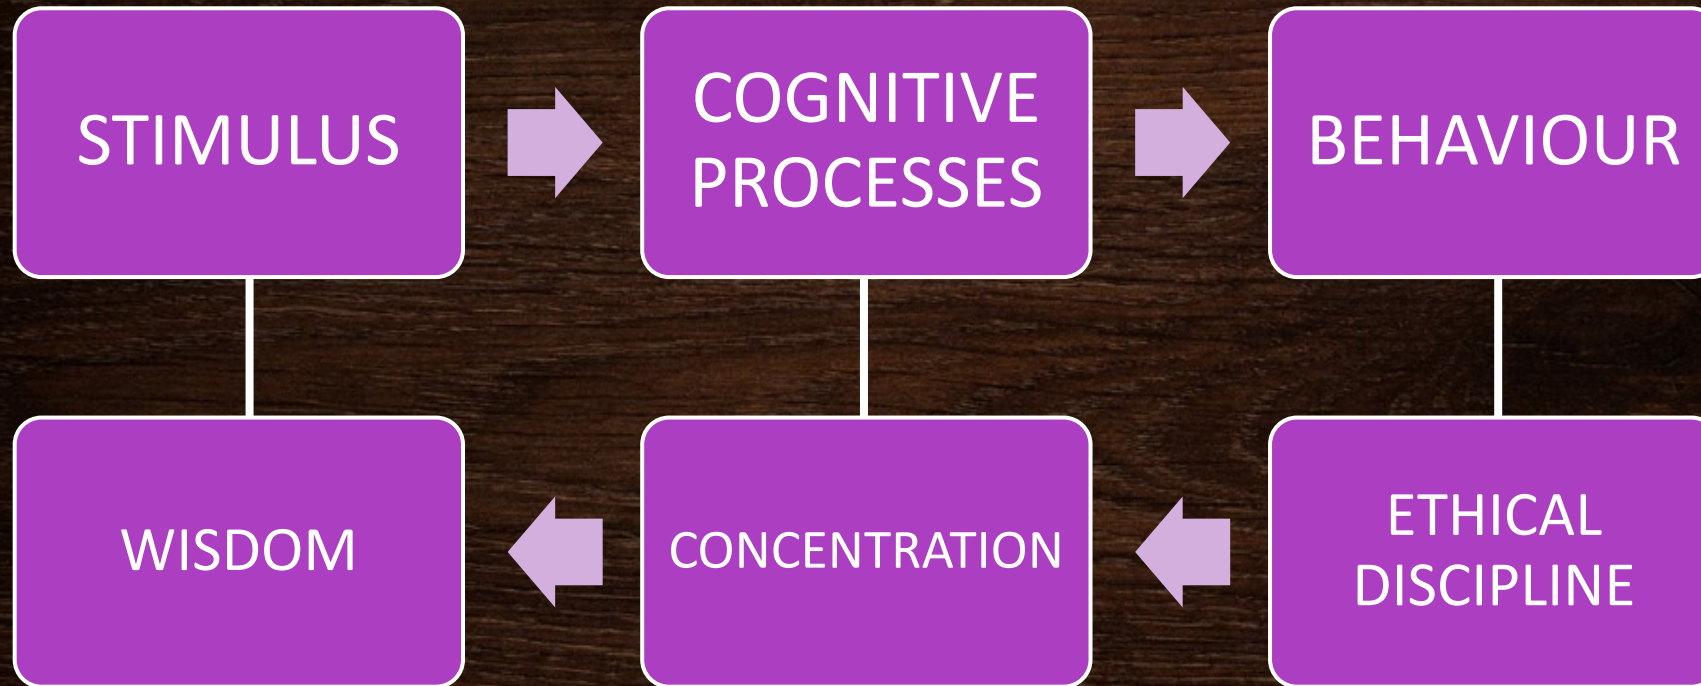 STIMULUS
COGNITIVE
PROCESSES
BEHAVIOUR
WISDOM
CONCENTRATION
ETHICAL
DISCIPLINE